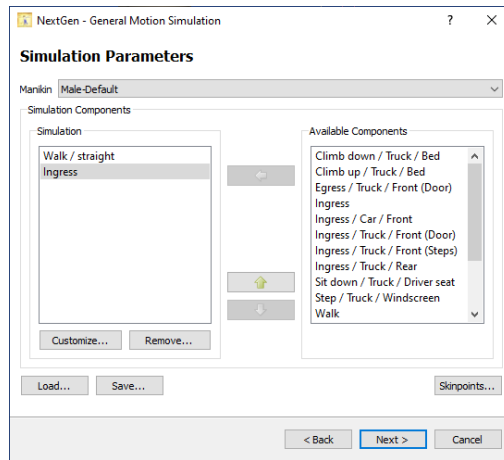 NextGen - General Motion Simulation
Simulation Parameters
Manikin Male-Default
Simulation Components
Simulation
Walk / straight
Ingress
Customize...
Remove...
Available Components
Climb down / Truck / Bed
Climb up / Truck / Bed
Egress / Truck / Front (Door)
Ingress
Ingress / Car / Front
Ingress / Truck / Front (Door)
Ingress / Truck / Front (Steps)
Ingress / Truck / Rear
Sit down / Truck / Driver seat
Step / Truck / Windscreen
Walk
Load...
Save...
Skinpoints...
< Back
Next >
Cancel